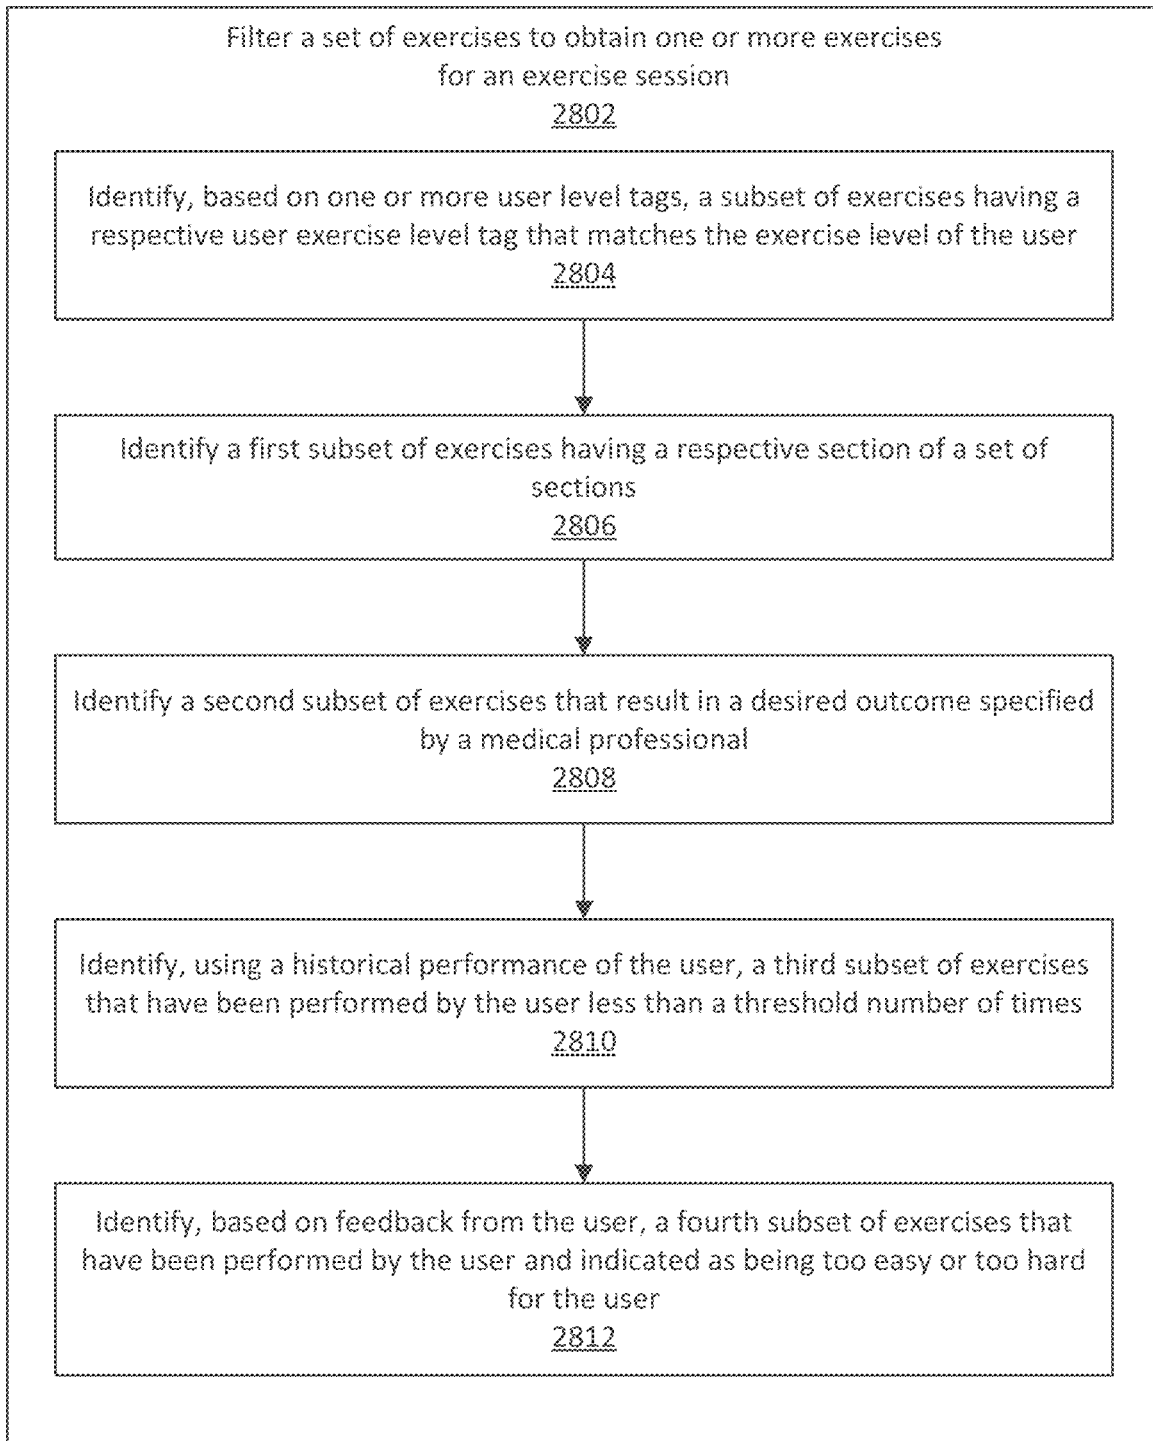 Filter a set of exercises to obtain one or more exercises
for an exercise session
2802
Identify, based on one or more user level tags, a subset of exercises having a
respective user exercise level tag that matches the exercise level of the user
2804
Identify a first subset of exercises having a respective section of a set of
sections
2806
Identify a second subset of exercises that result in a desired outcome specified
by a medical professional
2808
Identify, using a historical performance of the user, a third subset of exercises
that have been performed by the user less than a threshold number of times
2810
Identify, based on feedback from the user, a fourth subset of exercises that
have been performed by the user and indicated as being too easy or too hard
for the user
2812